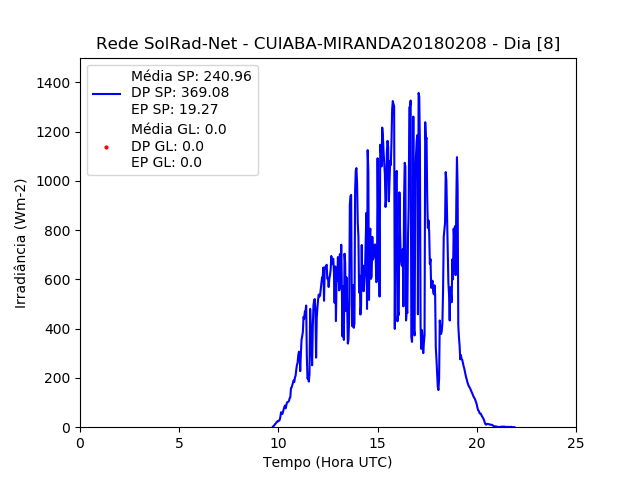 Rede SolRad-Net - CUIABA-MIRANDA20180208 - Dia [8]
Média SP: 240.96
DP SP: 369.08
EP SP: 19.27
Média GL: 0.0
DP GL: 0.0
EP GL: 0.0
Irradiância (Wm-2)
1400
1200
1000
800
600
400
200
0
0 5 10 15 20 25
Tempo (Hora UTC)